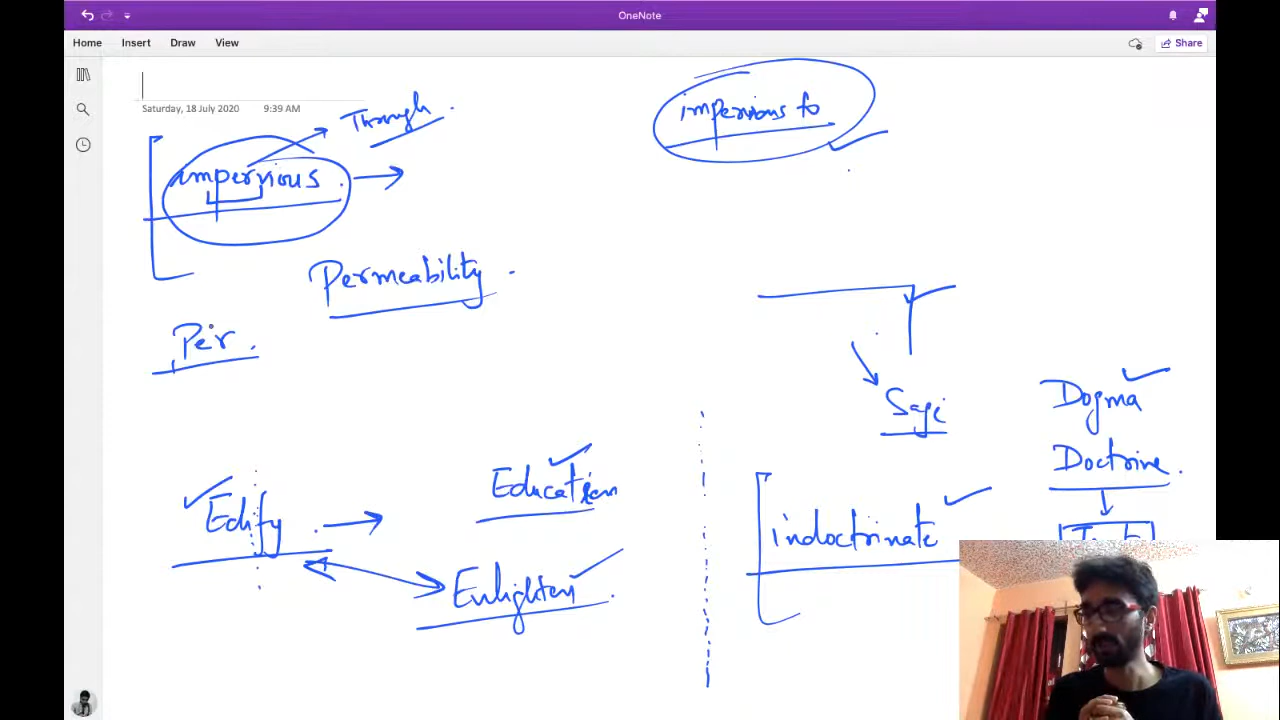 OneNote
Home Insert Draw View
Share
Saturday, 18 July 2020 9:39 AM
Through
impervious to
impervious
Permeability
Per
Sage
Dogma
Doctrine
Edify
Education
indoctrinate
Enlighten